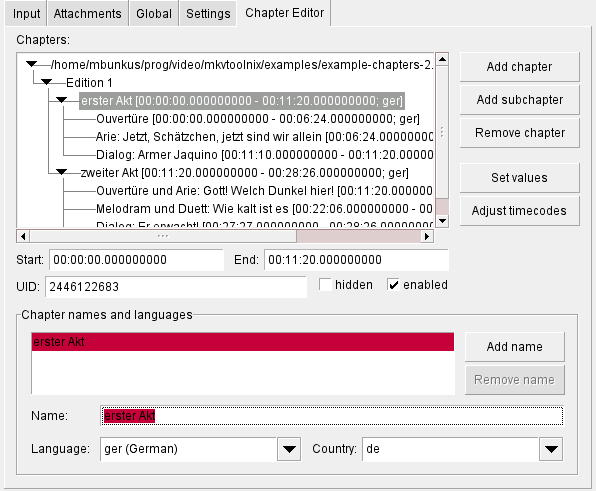 Input Attachments Global Settings Chapter Editor
Chapters:
/home/mbunkus/prog/video/mkvtoolnix/examples/example-chapters-2.
Edition 1
erster Akt [00:00:00.000000000 - 00:11:20.000000000; ger]
Ouvertüre [00:00:00.000000000 - 00:06:24.000000000; ger]
Arie: Jetzt, Schätzchen, jetzt sind wir allein [00:06:24.0000000
Dialog: Armer Jaquino [00:11:10.000000000 - 00:11:20.000000
zweiter Akt [00:11:20.000000000 - 00:28:26.000000000; ger]
Ouvertüre und Arie: Gott! Welch Dunkel hier! [00:11:20.00000
Melodram und Duett: Wie kalt ist es [00:22:06.000000000 - 00
Dialog: Er erwacht! [00:27:27.000000000 - 00:28:26.00000000
Add chapter
Add subchapter
Remove chapter
Set values
Adjust timecodes
Start: 00:00:00.000000000 End: 00:11:20.000000000
UID: 2446122683 hidden enabled
Chapter names and languages
erster Akt
Add name
Remove name
Name: erster Akt
Language: ger (German) Country: de